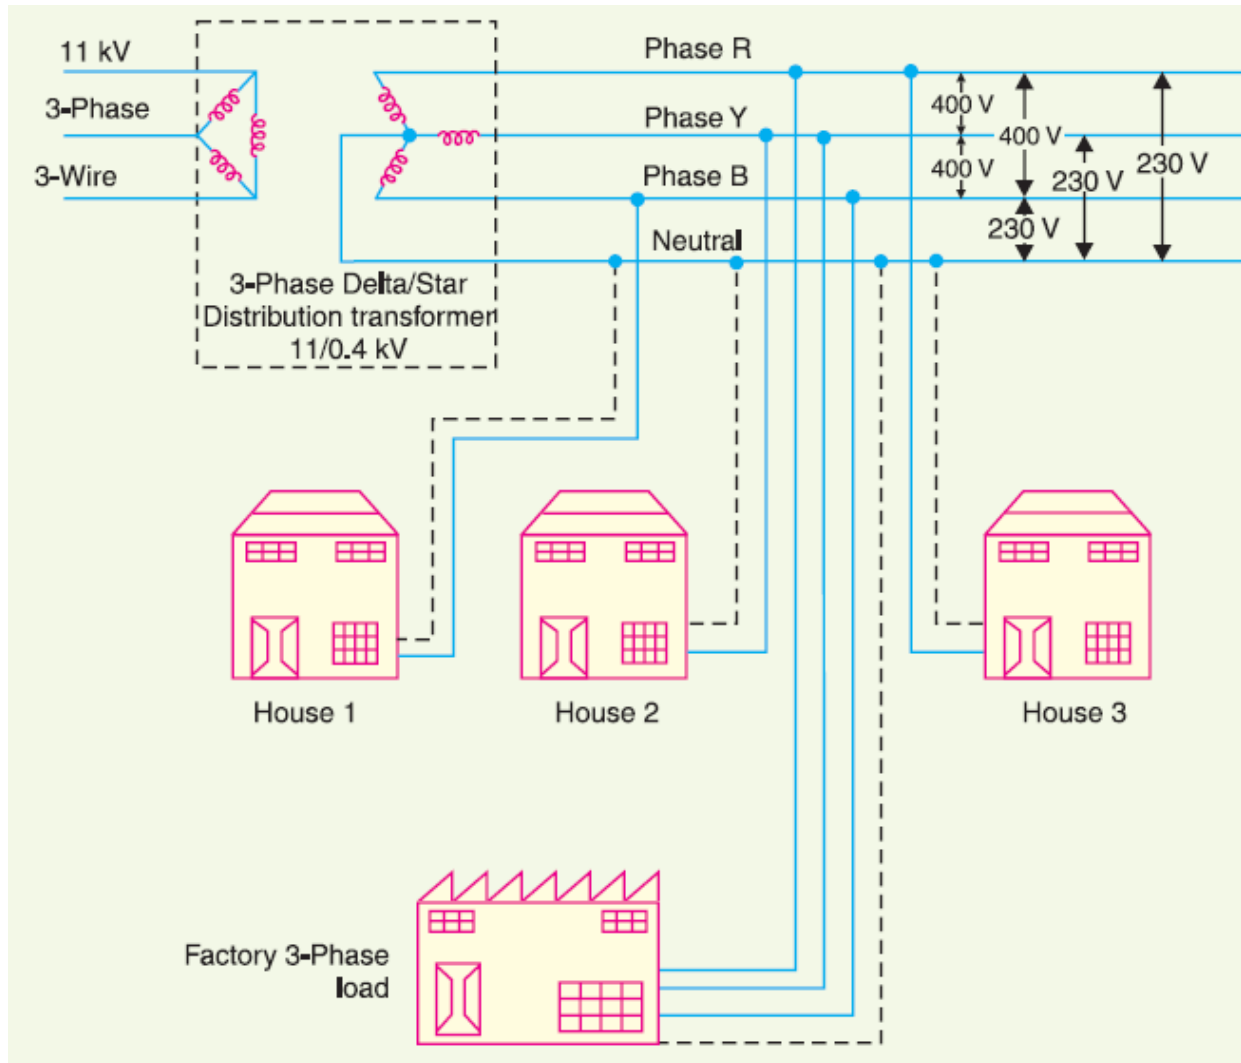 11 kV
3-Phase
3-Wire
3-Phase Delta/Star
Distribution transformer
11/0.4 kV
Phase R
Phase Y
Phase B
Neutral
400 V
400 V
400 V
230 V
230 V
230 V
House 1
House 2
House 3
Factory 3-Phase
load